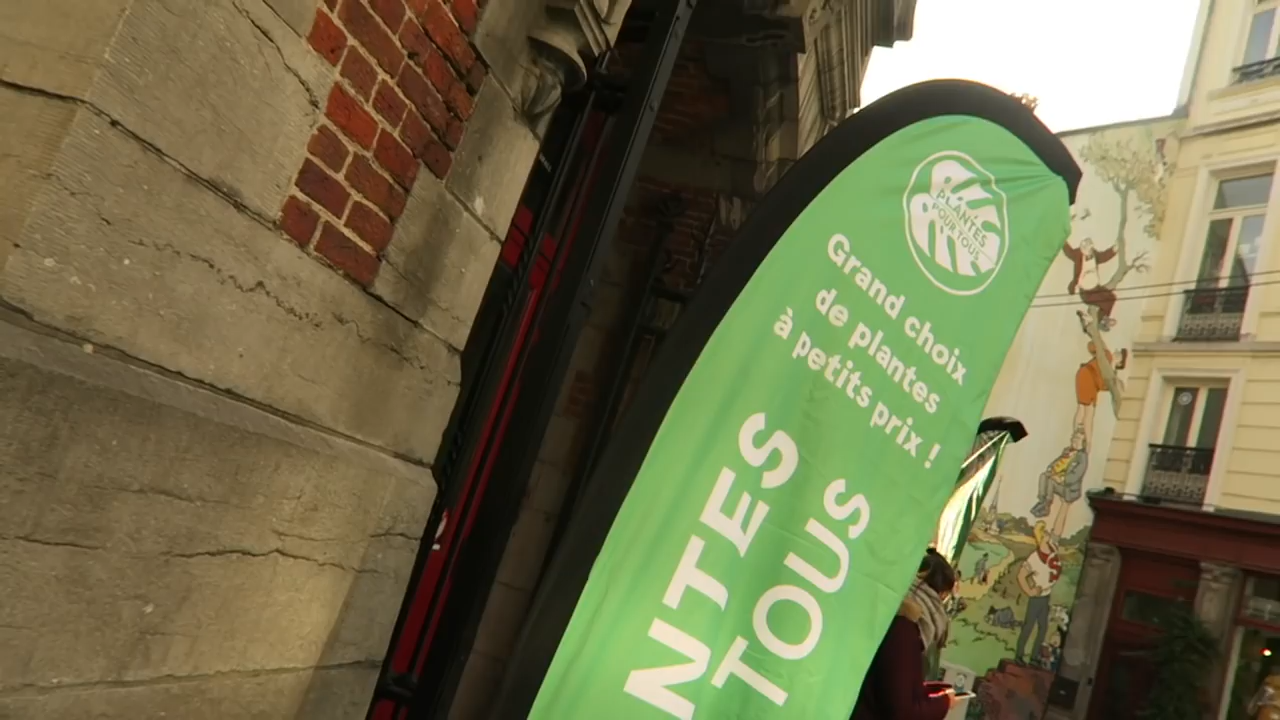 PLANTES
POUR TOUS
Grand choix
de plantes
à petits prix !
NTES
TOUS